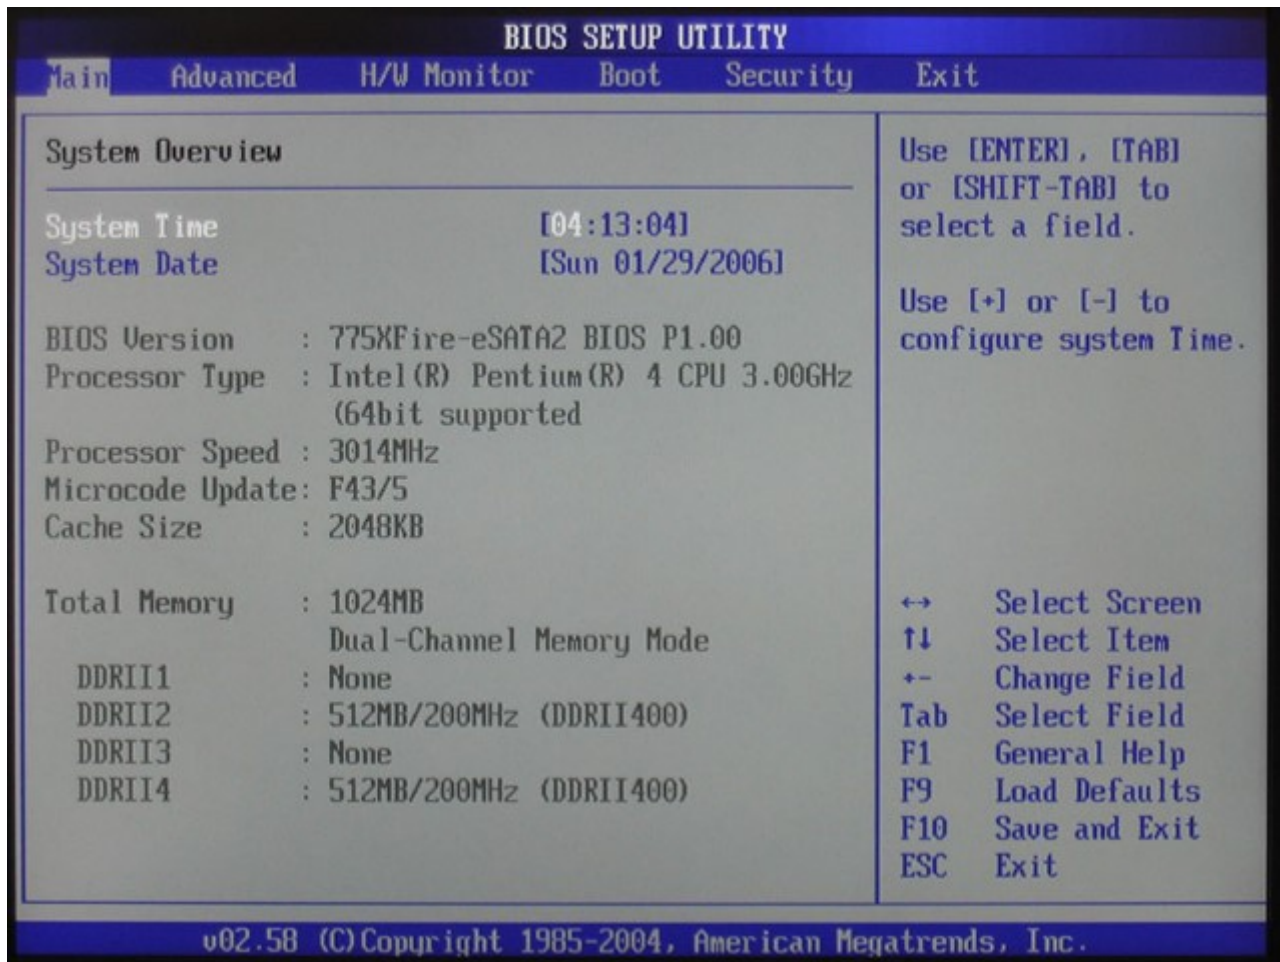 BIOS SETUP UTILITY
Main Advanced H/W Monitor Boot Security Exit
System Overview
System Time [04:13:04]
System Date [Sun 01/29/2006]
BIOS Version : 775XFire-eSATA2 BIOS P1.00
Processor Type : Intel(R) Pentium(R) 4 CPU 3.00GHz
(64bit supported
Processor Speed : 3014MHz
Microcode Update: F43/5
Cache Size : 2048KB
Total Memory : 1024MB
Dual-Channel Memory Mode
DDRII1 : None
DDRII2 : 512MB/200MHz (DDRII400)
DDRII3 : None
DDRII4 : 512MB/200MHz (DDRII400)
Use [ENTER], [TAB]
or [SHIFT-TAB] to
select a field.
Use [+] or [-] to
configure system Time.
↔ Select Screen
↑↓ Select Item
+- Change Field
Tab Select Field
F1 General Help
F9 Load Defaults
F10 Save and Exit
ESC Exit
v02.58 (C)Copyright 1985-2004, American Megatrends, Inc.